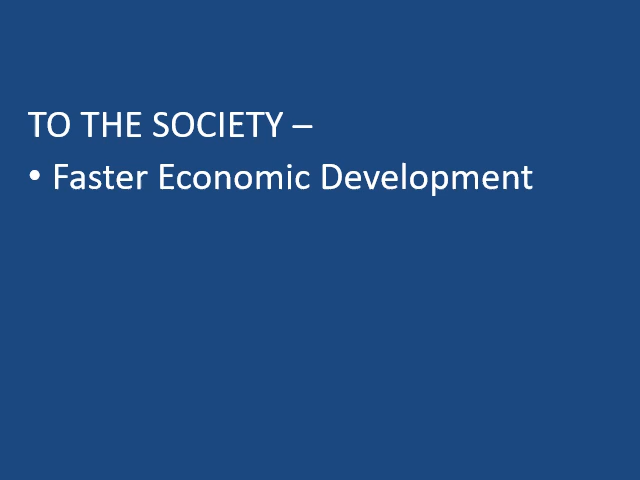 TO THE SOCIETY –
• Faster Economic Development